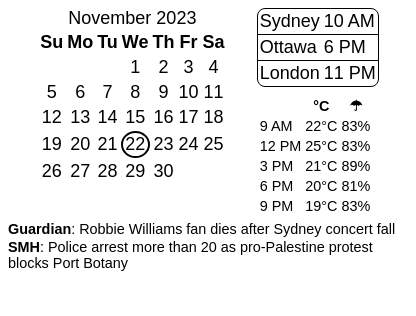 November 2023
Su Mo Tu We Th Fr Sa
1 2 3 4
5 6 7 8 9 10 11
12 13 14 15 16 17 18
19 20 21 22 23 24 25
26 27 28 29 30
Sydney 10 AM
Ottawa 6 PM
London 11 PM
°C ☂
9 AM 22°C 83%
12 PM 25°C 83%
3 PM 21°C 89%
6 PM 20°C 81%
9 PM 19°C 83%
Guardian: Robbie Williams fan dies after Sydney concert fall
SMH: Police arrest more than 20 as pro-Palestine protest
blocks Port Botany